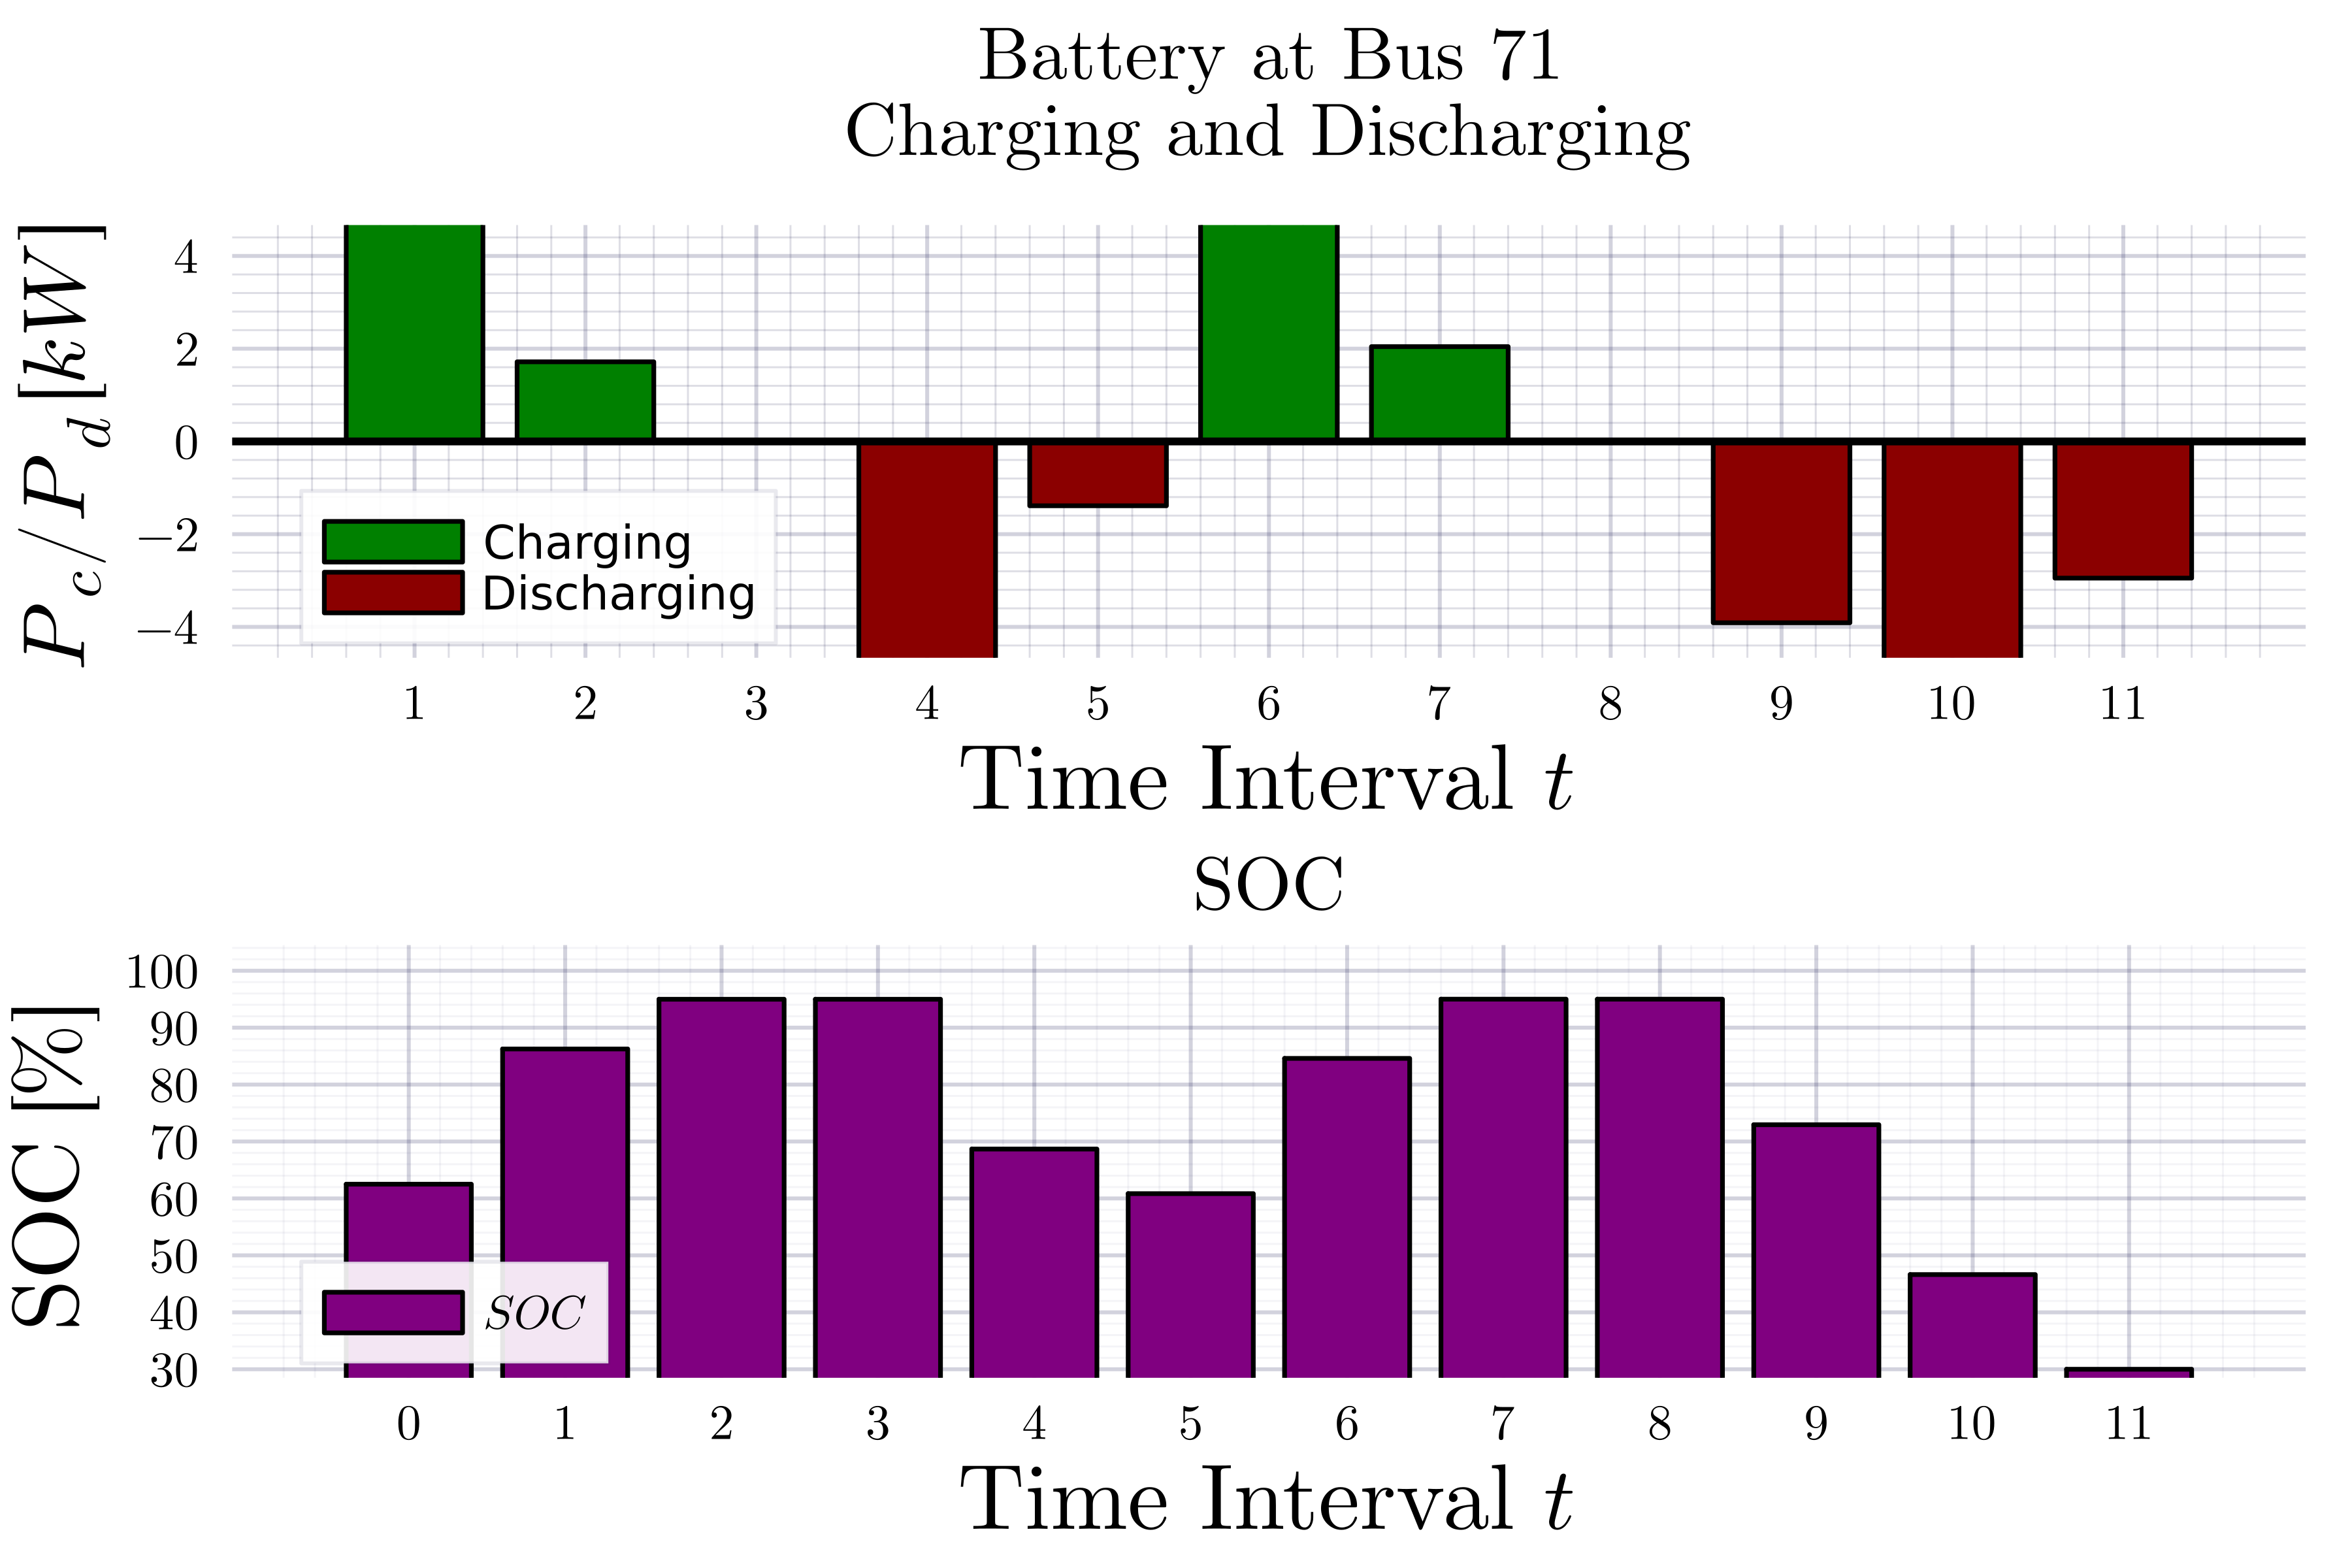 Battery at Bus 71
Charging and Discharging
P_c/P_d [kW]
4
2
0
−2
−4
Charging
Discharging
1 2 3 4 5 6 7 8 9 10 11
Time Interval t
SOC
SOC [%]
100
90
80
70
60
50
40
30
SOC
0 1 2 3 4 5 6 7 8 9 10 11
Time Interval t